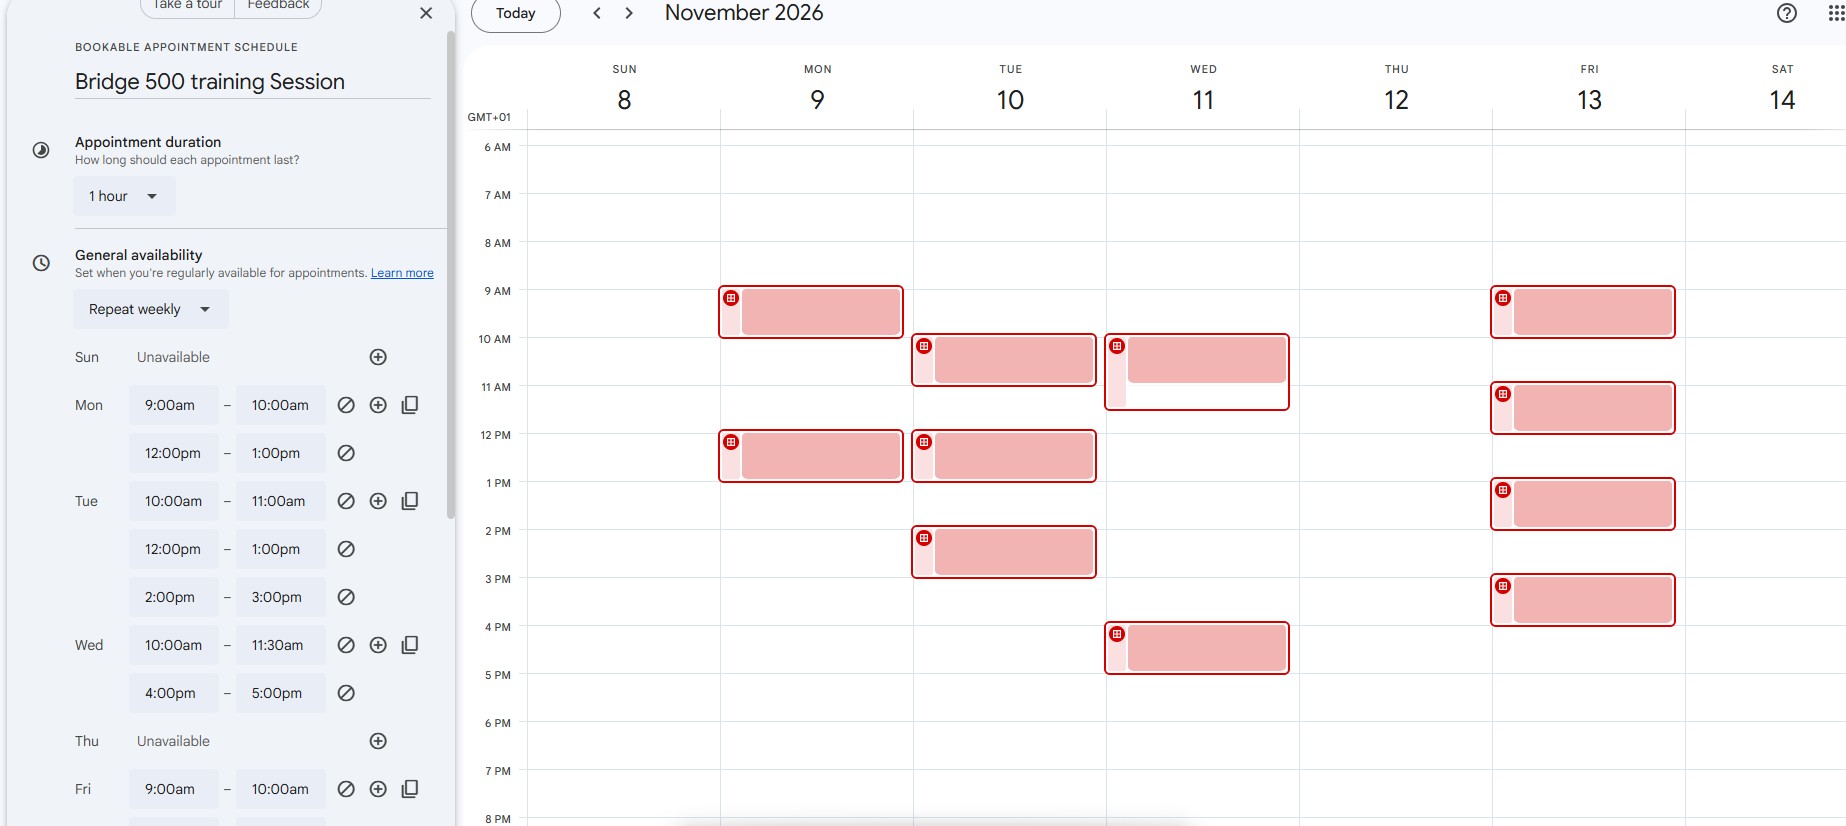 Take a tour Feedback
BOOKABLE APPOINTMENT SCHEDULE
Bridge 500 training Session
Appointment duration
How long should each appointment last?
1 hour
General availability
Set when you're regularly available for appointments. Learn more
Repeat weekly
Sun Unavailable
Mon 9:00am – 10:00am
12:00pm – 1:00pm
Tue 10:00am – 11:00am
12:00pm – 1:00pm
2:00pm – 3:00pm
Wed 10:00am – 11:30am
4:00pm – 5:00pm
Thu Unavailable
Fri 9:00am – 10:00am
Today November 2026
SUN MON TUE WED THU FRI SAT
8 9 10 11 12 13 14
GMT+01
6 AM
7 AM
8 AM
9 AM
10 AM
11 AM
12 PM
1 PM
2 PM
3 PM
4 PM
5 PM
6 PM
7 PM
8 PM